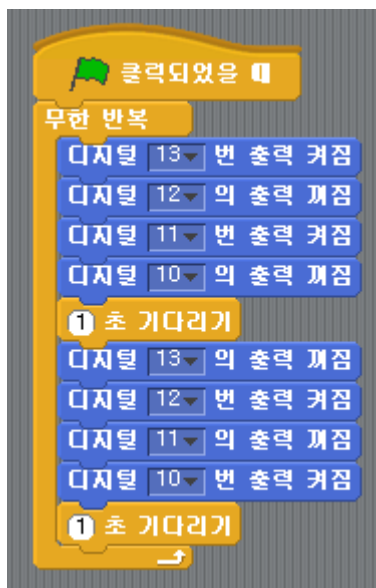 클릭되었을 때
무한 반복
디지털 13 번 출력 켜짐
디지털 12 의 출력 꺼짐
디지털 11 번 출력 켜짐
디지털 10 의 출력 꺼짐
1 초 기다리기
디지털 13 의 출력 꺼짐
디지털 12 번 출력 켜짐
디지털 11 의 출력 꺼짐
디지털 10 번 출력 켜짐
1 초 기다리기